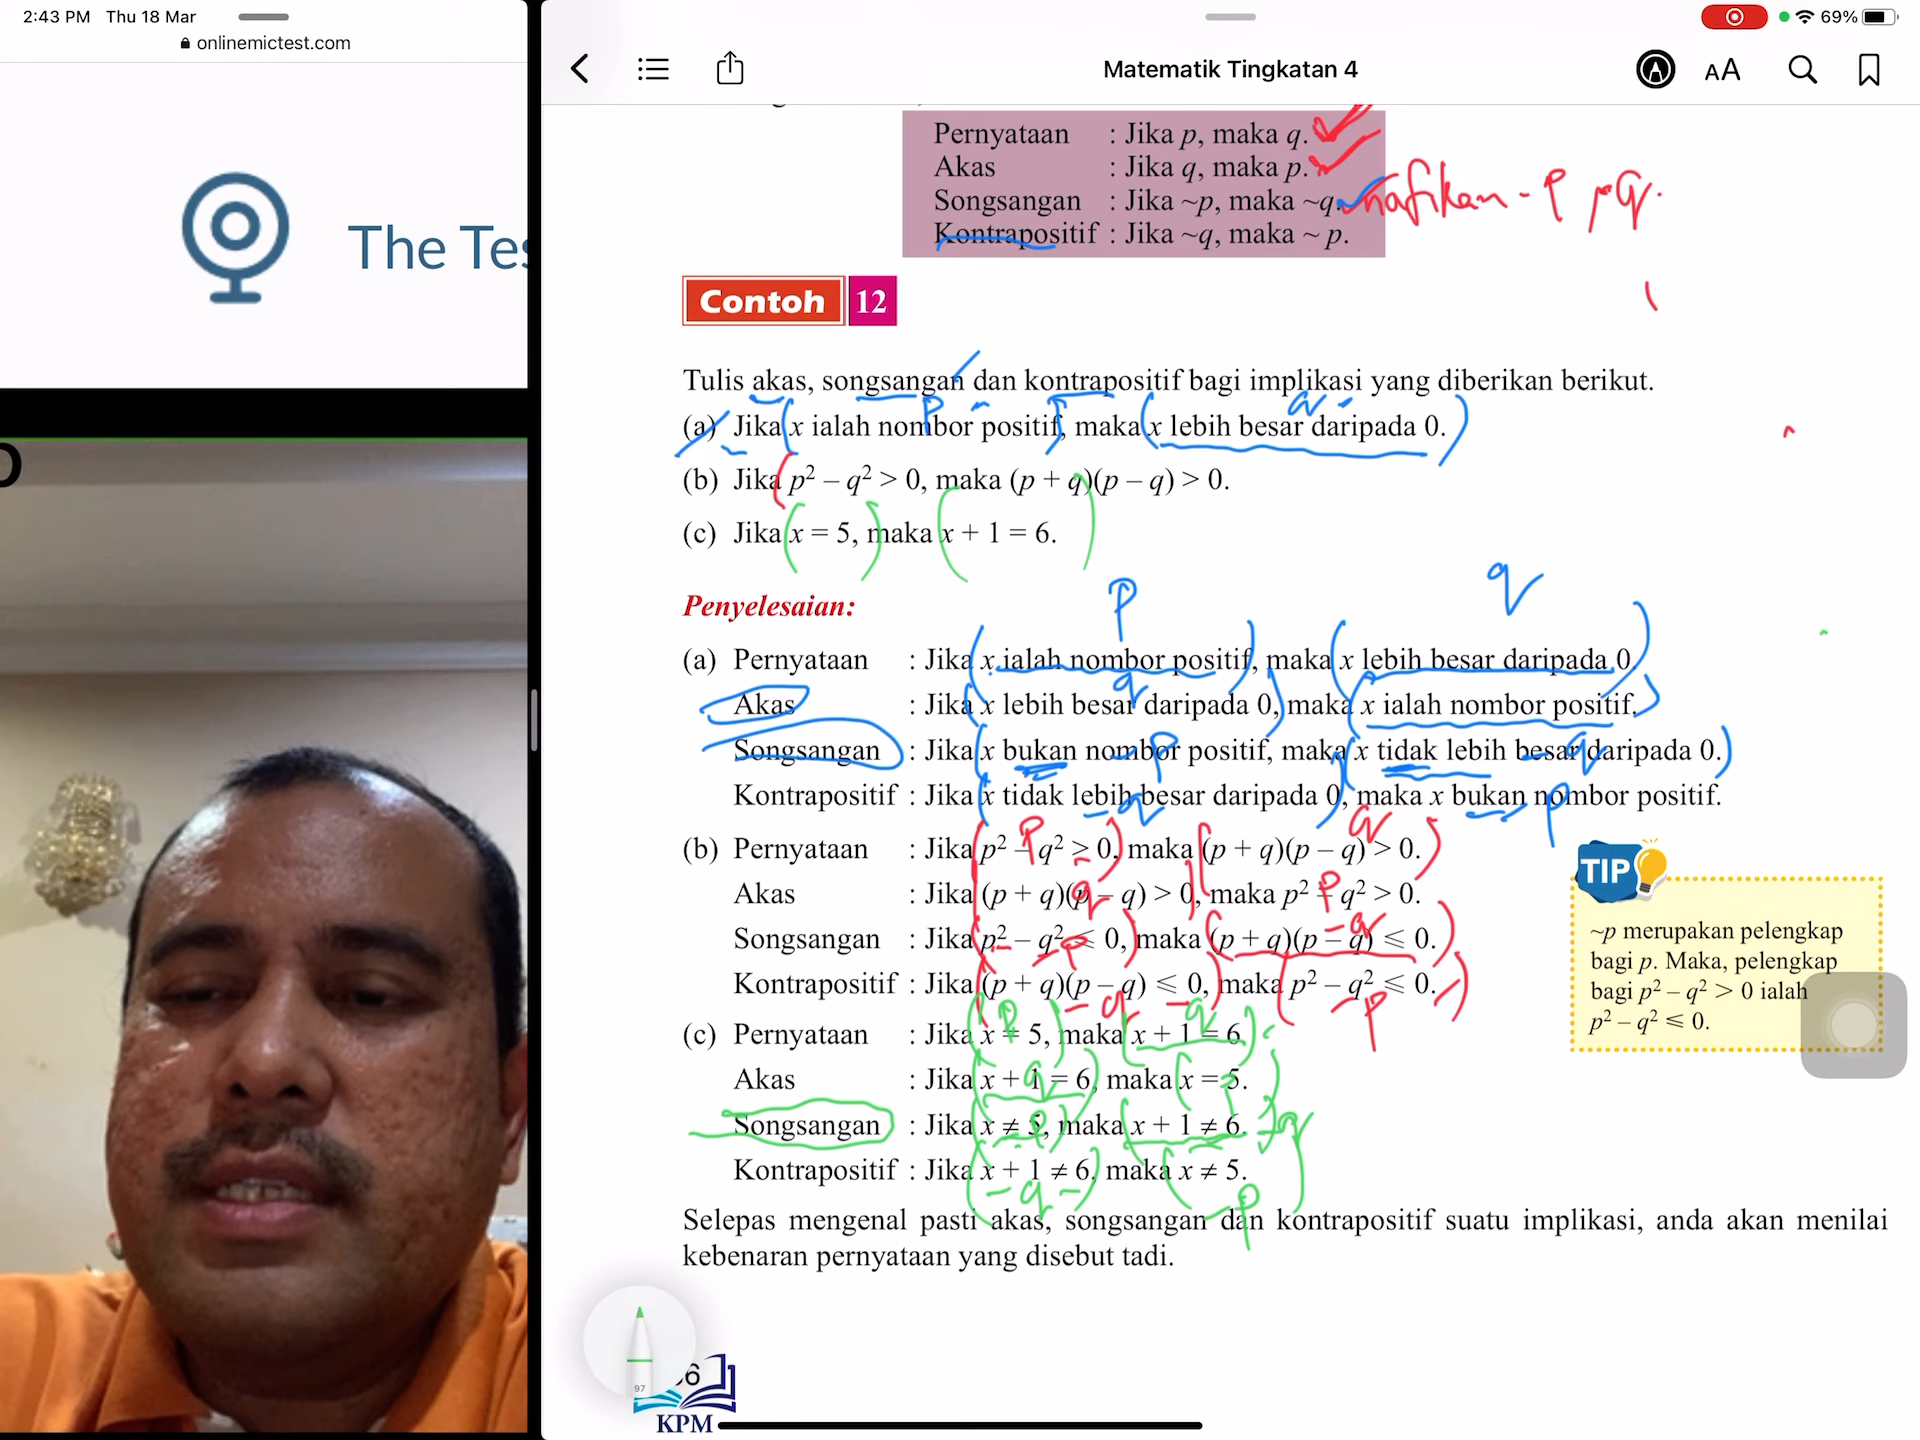 2:43 PM Thu 18 Mar
onlinemictest.com
69%
The Tes
Matematik Tingkatan 4
AA
Pernyataan : Jika p, maka q.
Akas : Jika q, maka p.
Songsangan : Jika ~p, maka ~q.
nafikan - p, q.
Kontrapositif : Jika ~q, maka ~ p.
Contoh 12
Tulis akas, songsangan dan kontrapositif bagi implikasi yang diberikan berikut.
p q
(a) Jika x ialah nombor positif, maka x lebih besar daripada 0.
(b) Jika p² – q² > 0, maka (p + q)(p – q) > 0.
(c) Jika x = 5, maka x + 1 = 6.
p q
Penyelesaian:
(a) Pernyataan : Jika x ialah nombor positif, maka x lebih besar daripada 0.
q
Akas : Jika x lebih besar daripada 0, maka x ialah nombor positif.
Songsangan : Jika x bukan nombor positif, maka x tidak lebih besar daripada 0.
-p -q
Kontrapositif : Jika x tidak lebih besar daripada 0, maka x bukan nombor positif.
-q -p
p q
(b) Pernyataan : Jika p² – q² > 0, maka (p + q)(p – q) > 0.
Akas : Jika (p + q)(p – q) > 0, maka p² – q² > 0.
q p
Songsangan : Jika p² – q² ≤ 0, maka (p + q)(p – q) ≤ 0.
-p -q
Kontrapositif : Jika (p + q)(p – q) ≤ 0, maka p² – q² ≤ 0.
-q -p
p q
(c) Pernyataan : Jika x = 5, maka x + 1 = 6.
Akas : Jika x + 1 = 6, maka x = 5.
q p
Songsangan : Jika x ≠ 5, maka x + 1 ≠ 6.
-p -q
Kontrapositif : Jika x + 1 ≠ 6, maka x ≠ 5.
-q -p
TIP
~p merupakan pelengkap
bagi p. Maka, pelengkap
bagi p² – q² > 0 ialah
p² – q² ≤ 0.
Selepas mengenal pasti akas, songsangan dan kontrapositif suatu implikasi, anda akan menilai
kebenaran pernyataan yang disebut tadi.
97
6
KPM